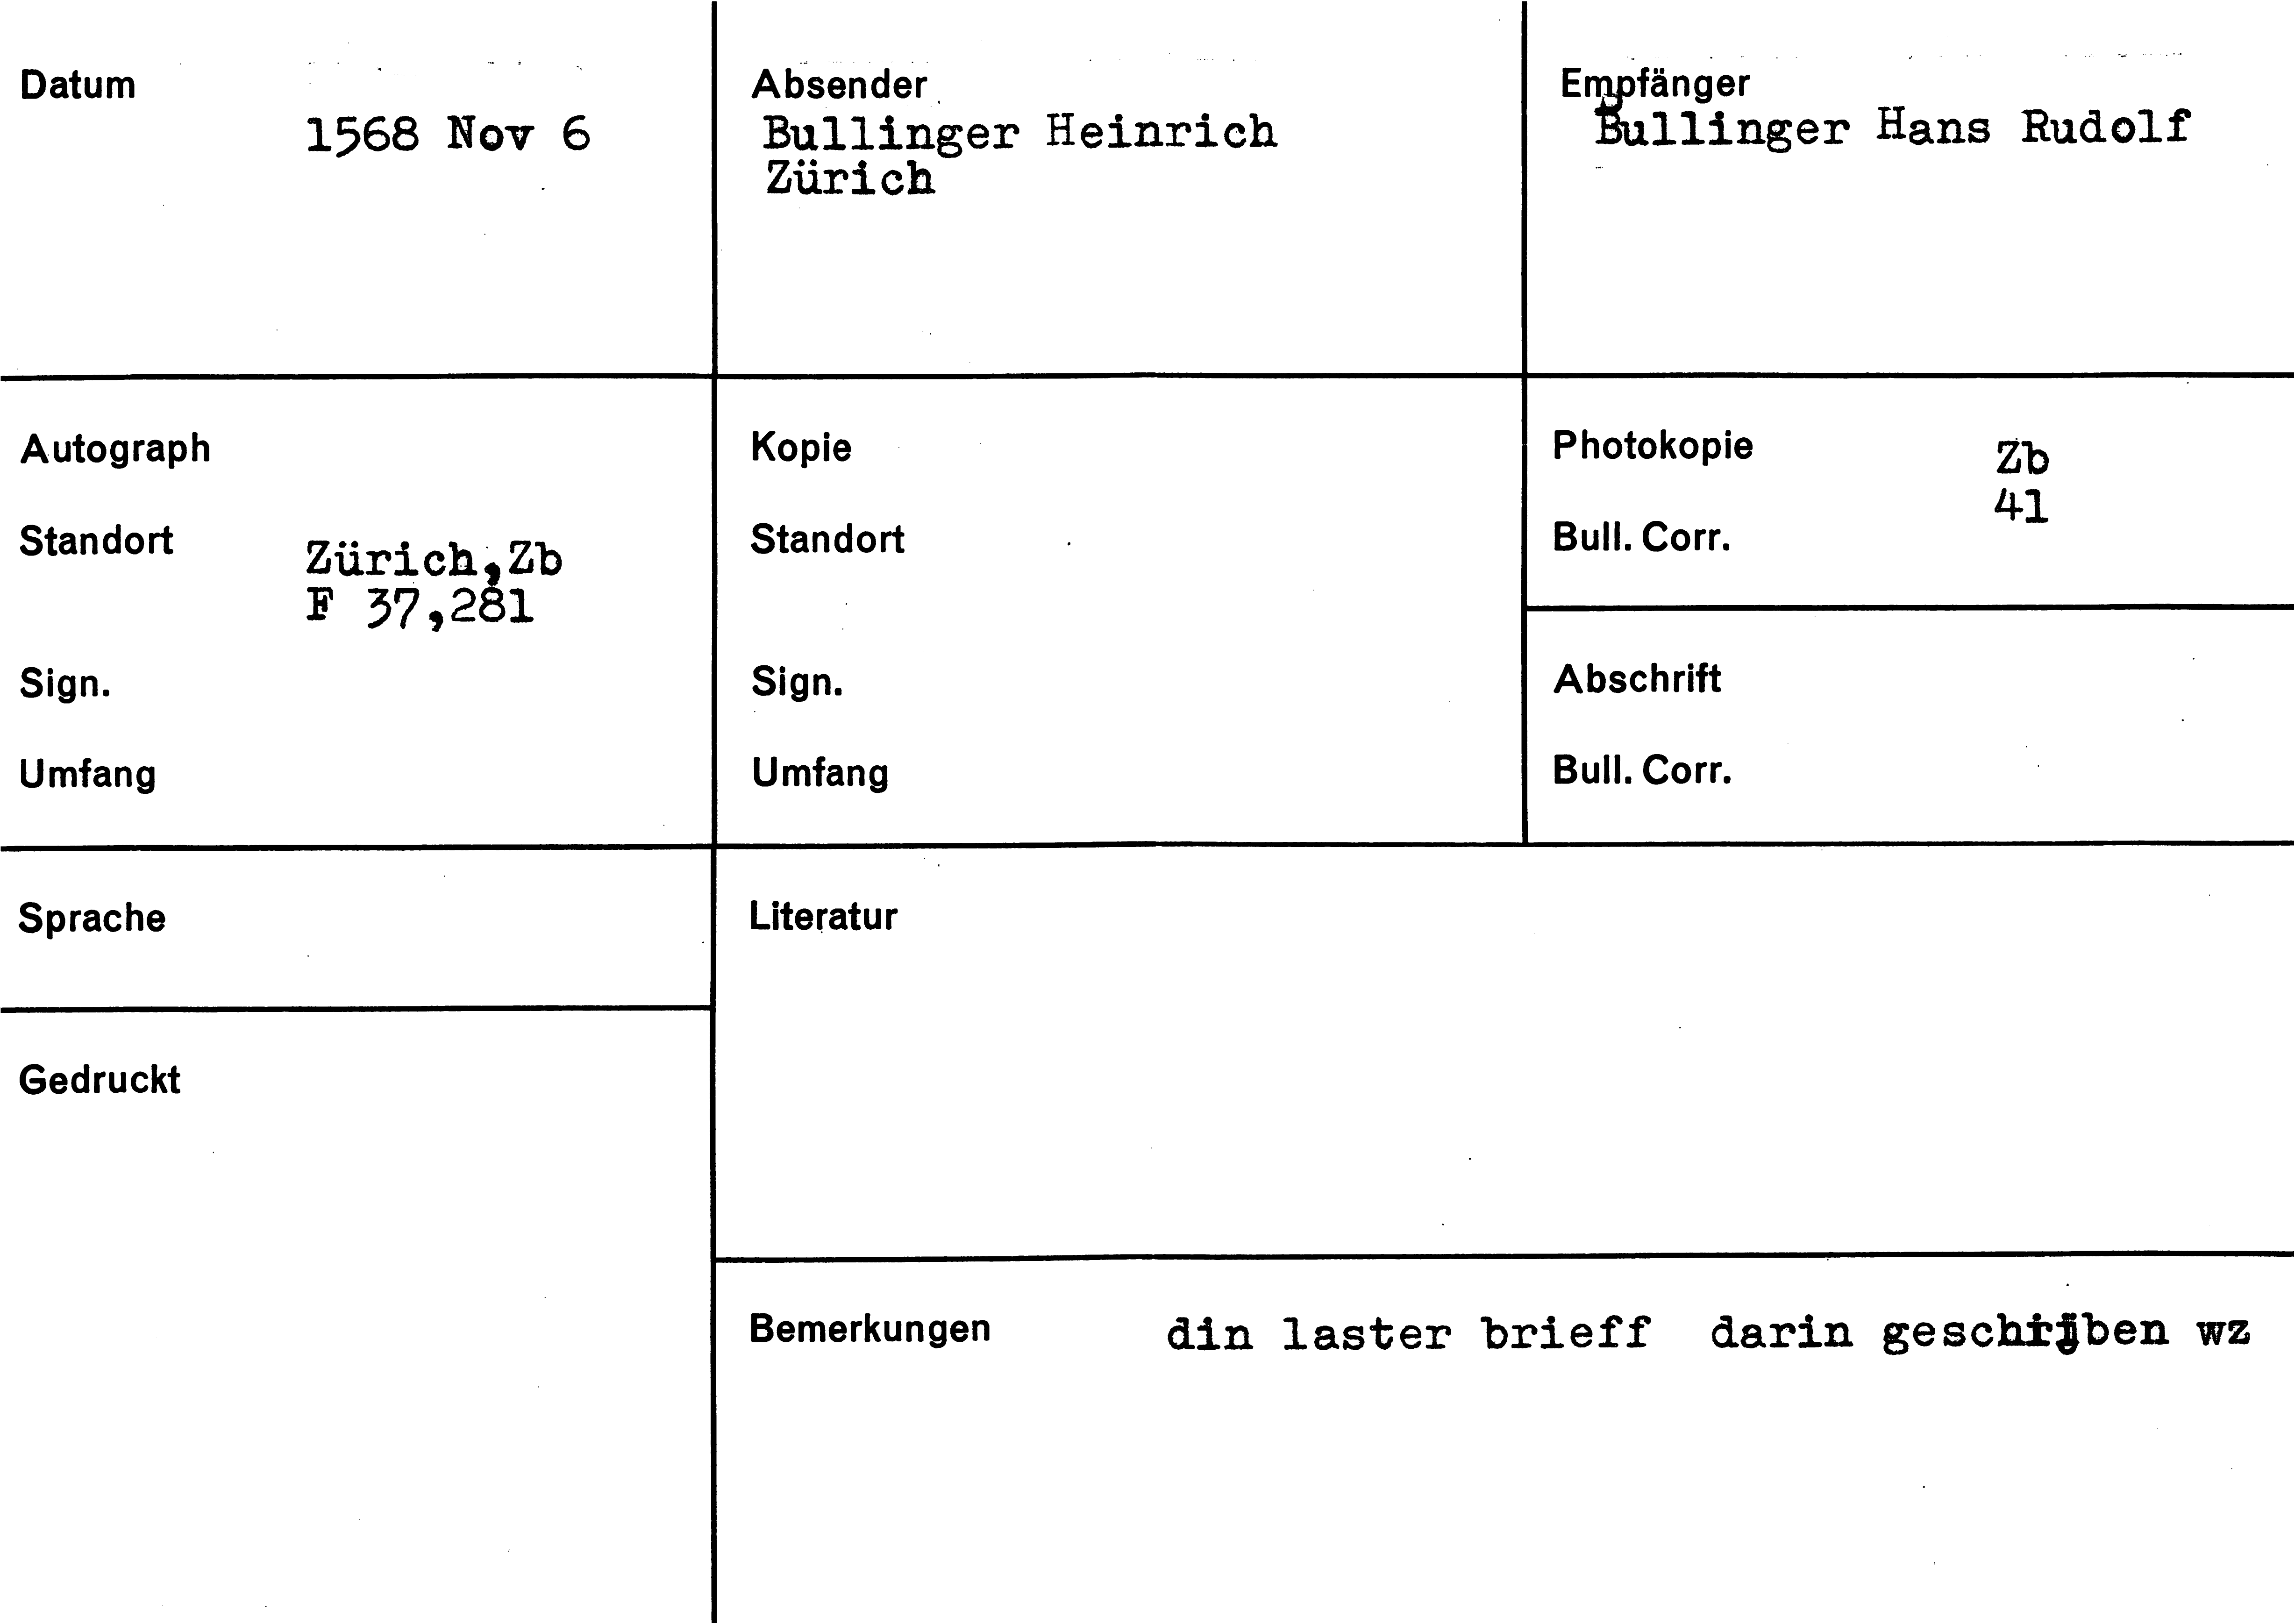 Datum
1568 Nov 6
Absender
Bullinger Heinrich
Zürich
Empfänger
Bullinger Hans Rudolf
Autograph
Standort
Zürich,Zb
F 37,281
Sign.
Umfang
Kopie
Standort
Sign.
Umfang
Photokopie Zb
41
Bull. Corr.
Abschrift
Bull. Corr.
Sprache
Literatur
Gedruckt
Bemerkungen din laster brieff darin wz